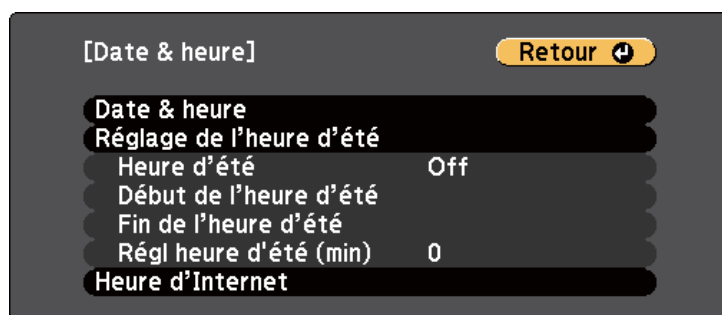 [Date & heure] Retour
Date & heure
Réglage de l’heure d’été
Heure d’été Off
Début de l’heure d’été
Fin de l’heure d’été
Régl heure d'été (min) 0
Heure d’Internet